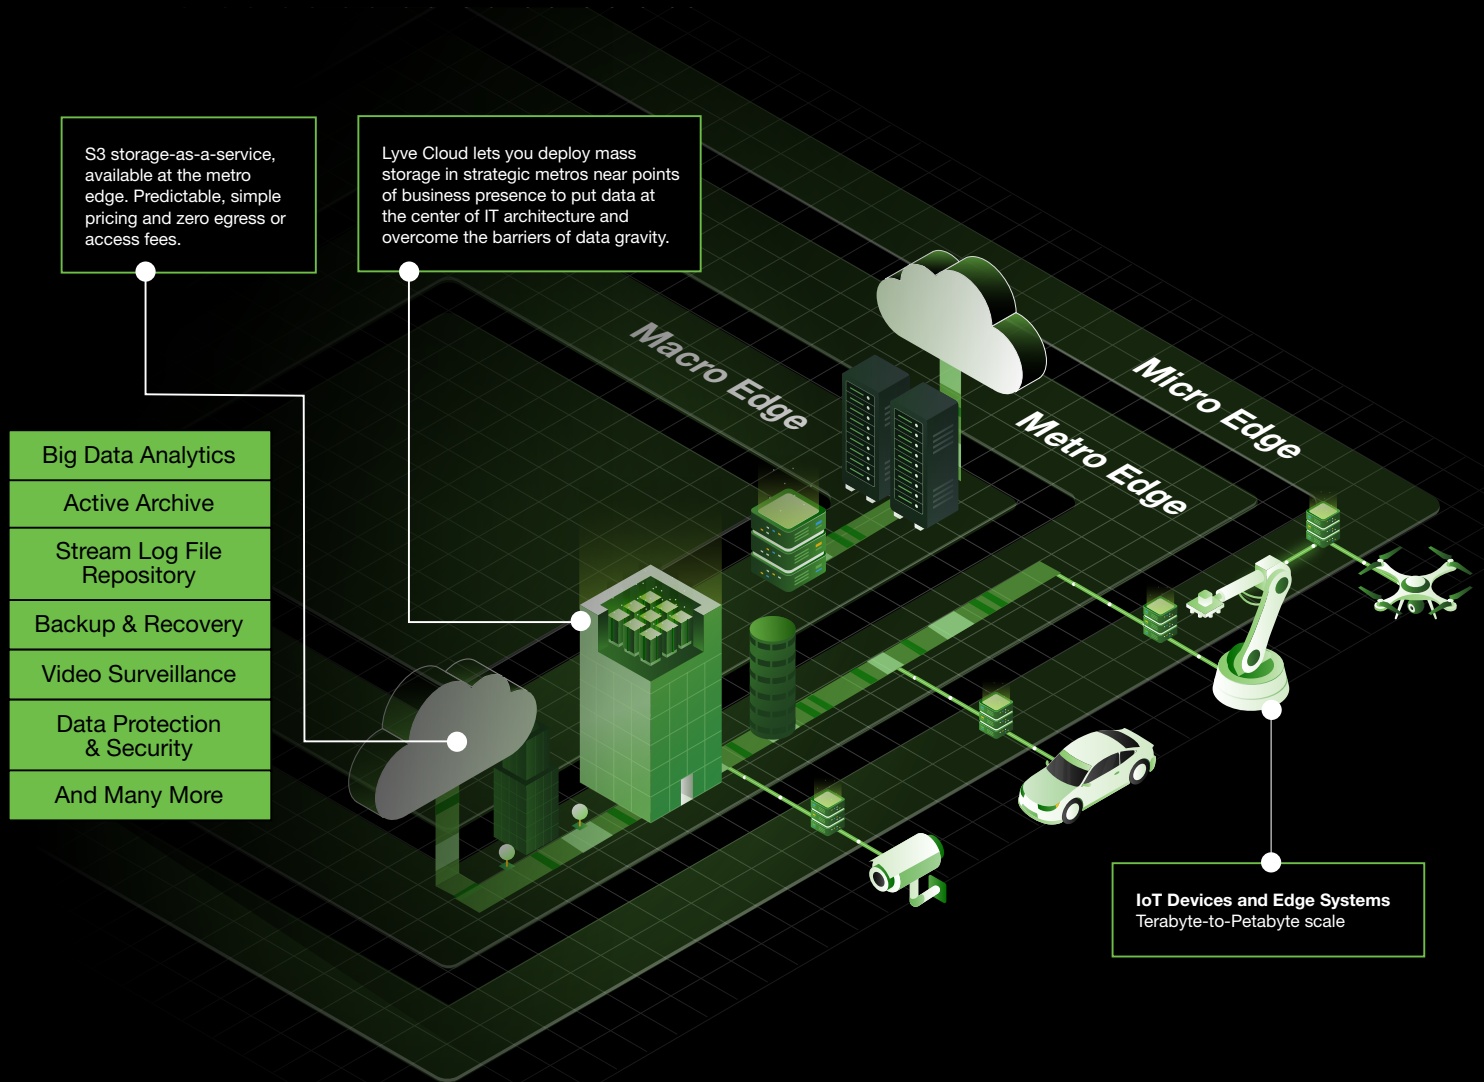 S3 storage-as-a-service,
available at the metro
edge. Predictable, simple
pricing and zero egress or
access fees.
Lyve Cloud lets you deploy mass
storage in strategic metros near points
of business presence to put data at
the center of IT architecture and
overcome the barriers of data gravity.
Macro Edge
Metro Edge
Micro Edge
Big Data Analytics
Active Archive
Stream Log File
Repository
Backup & Recovery
Video Surveillance
Data Protection
& Security
And Many More
IoT Devices and Edge Systems
Terabyte-to-Petabyte scale